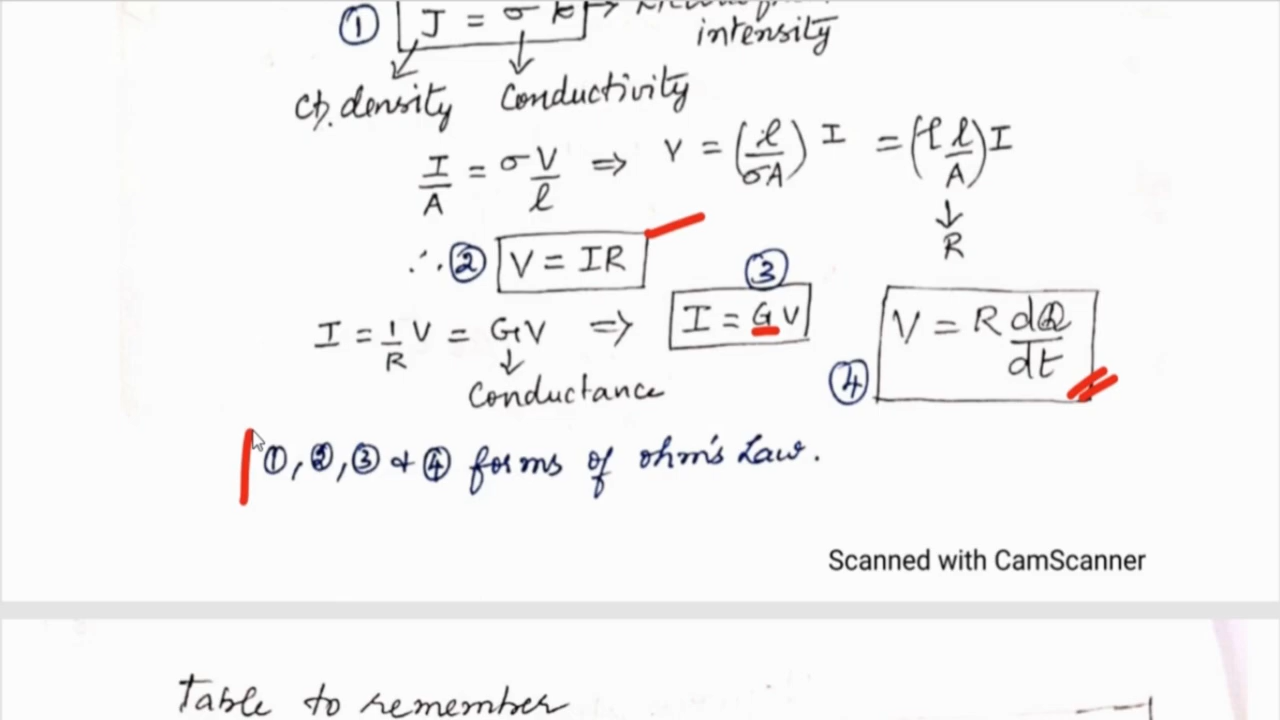 ① J = σ E →
intensity
Ct. density Conductivity
I/A = σ V/l ⇒ V = (l/σA) I = (ρ l/A) I
↓
R
∴ ② V = IR
③
I = 1/R V = GV ⇒ I = GV
V = R dQ/dt
④
↓
Conductance
①, ②, ③ & ④ forms of ohm's Law.
Scanned with CamScanner
Table to remember